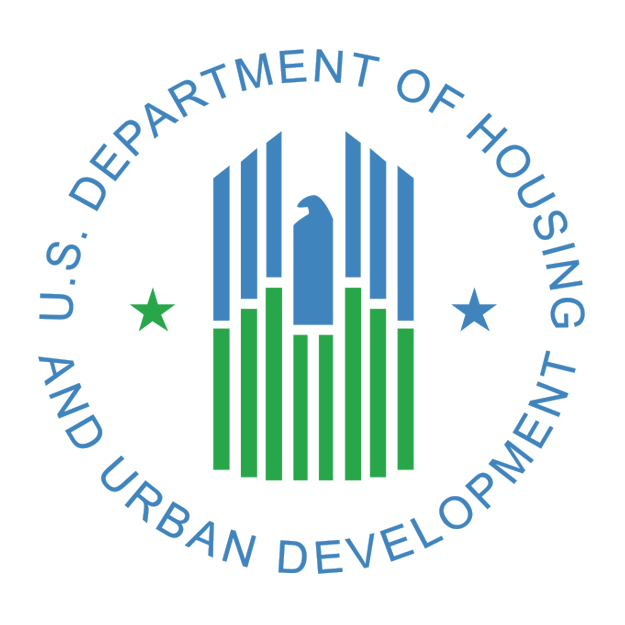 U.S. DEPARTMENT OF HOUSING
AND URBAN DEVELOPMENT